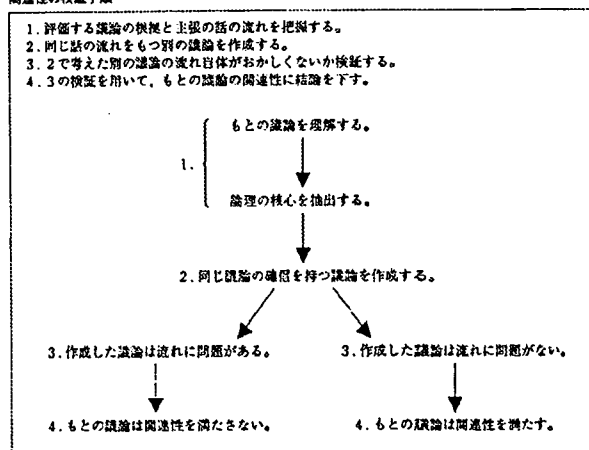 関連性の検証手順
1.評価する議論の根拠と主張の話の流れを把握する。
2.同じ話の流れをもつ別の議論を作成する。
3.2で考えた別の議論の流れ自体がおかしくないか検証する。
4.3の検証を用いて,もとの議論の関連性に結論を下す。
もとの議論を理解する。
1.
論理の核心を抽出する。
2.同じ議論の確信を持つ議論を作成する。
3.作成した議論は流れに問題がある。
3.作成した議論は流れに問題がない。
4.もとの議論は関連性を満たさない。
4.もとの議論は関連性を満たす。